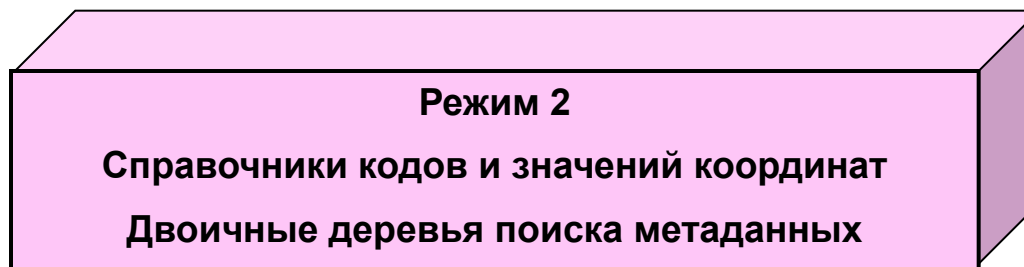 Режим 2
Справочники кодов и значений координат
Двоичные деревья поиска метаданных